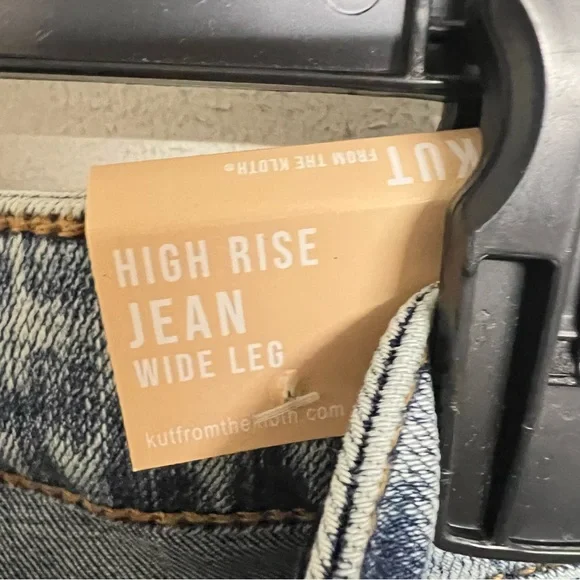 KUT
FROM THE KLOTH®
HIGH RISE
JEAN
WIDE LEG
kutfromthekloth.com